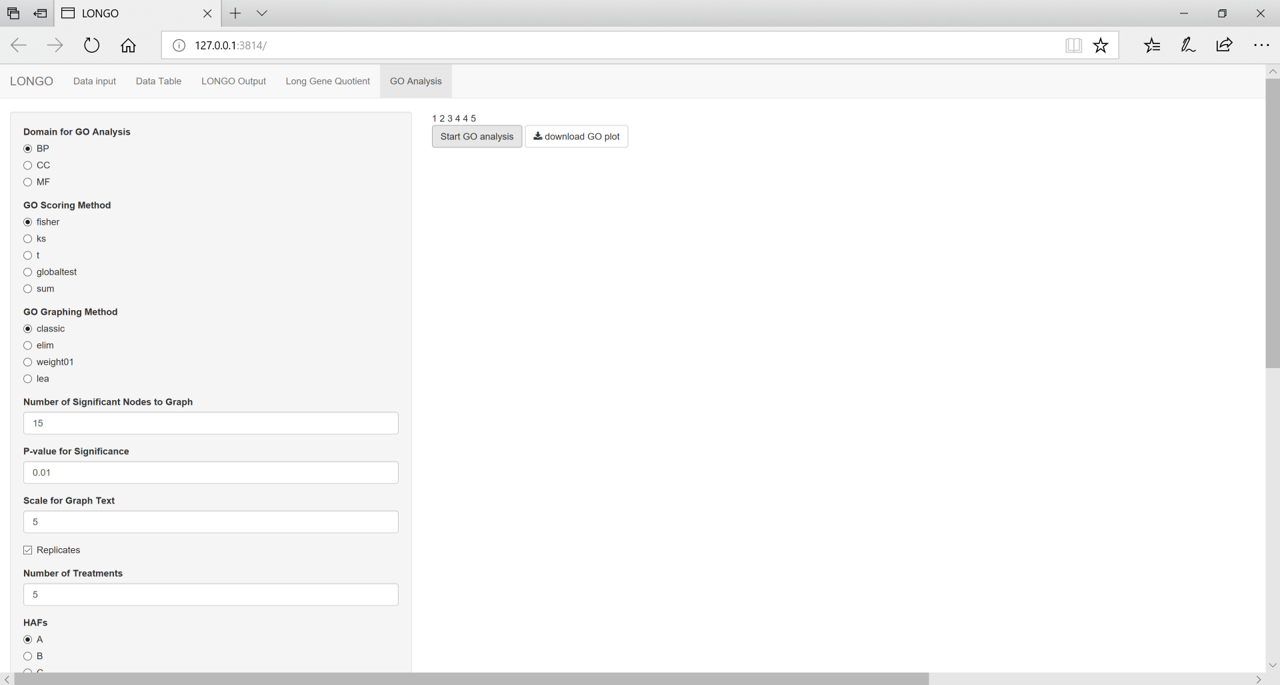 LONGO
127.0.0.1:3814/
LONGO Data input Data Table LONGO Output Long Gene Quotient GO Analysis
Domain for GO Analysis
BP
CC
MF
GO Scoring Method
fisher
ks
t
globaltest
sum
GO Graphing Method
classic
elim
weight01
lea
Number of Significant Nodes to Graph
15
P-value for Significance
0.01
Scale for Graph Text
5
Replicates
Number of Treatments
5
HAFs
A
B
1 2 3 4 4 5
Start GO analysis download GO plot